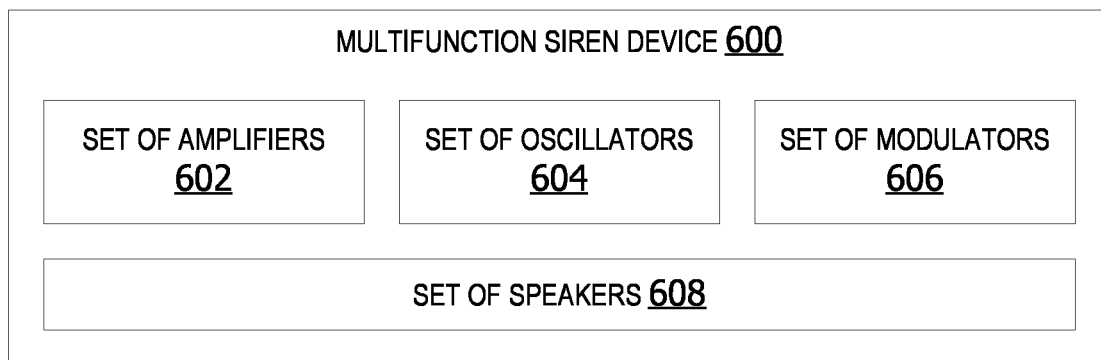 MULTIFUNCTION SIREN DEVICE 600
SET OF AMPLIFIERS
602
SET OF OSCILLATORS
604
SET OF MODULATORS
606
SET OF SPEAKERS 608